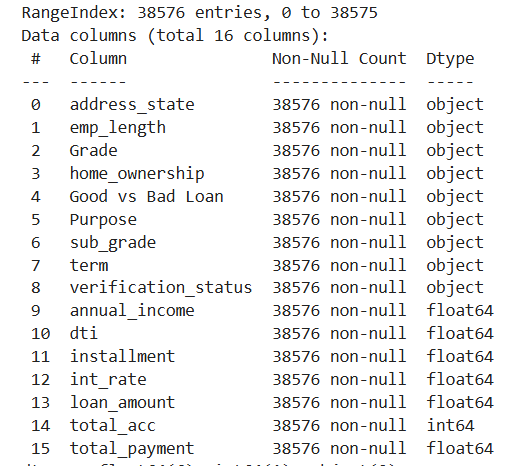 RangeIndex: 38576 entries, 0 to 38575
Data columns (total 16 columns):
 #   Column               Non-Null Count  Dtype
---  ------               --------------  -----
 0   address_state        38576 non-null  object
 1   emp_length           38576 non-null  object
 2   Grade                38576 non-null  object
 3   home_ownership       38576 non-null  object
 4   Good vs Bad Loan     38576 non-null  object
 5   Purpose              38576 non-null  object
 6   sub_grade            38576 non-null  object
 7   term                 38576 non-null  object
 8   verification_status  38576 non-null  object
 9   annual_income        38576 non-null  float64
 10  dti                  38576 non-null  float64
 11  installment          38576 non-null  float64
 12  int_rate             38576 non-null  float64
 13  loan_amount          38576 non-null  float64
 14  total_acc            38576 non-null  int64
 15  total_payment        38576 non-null  float64